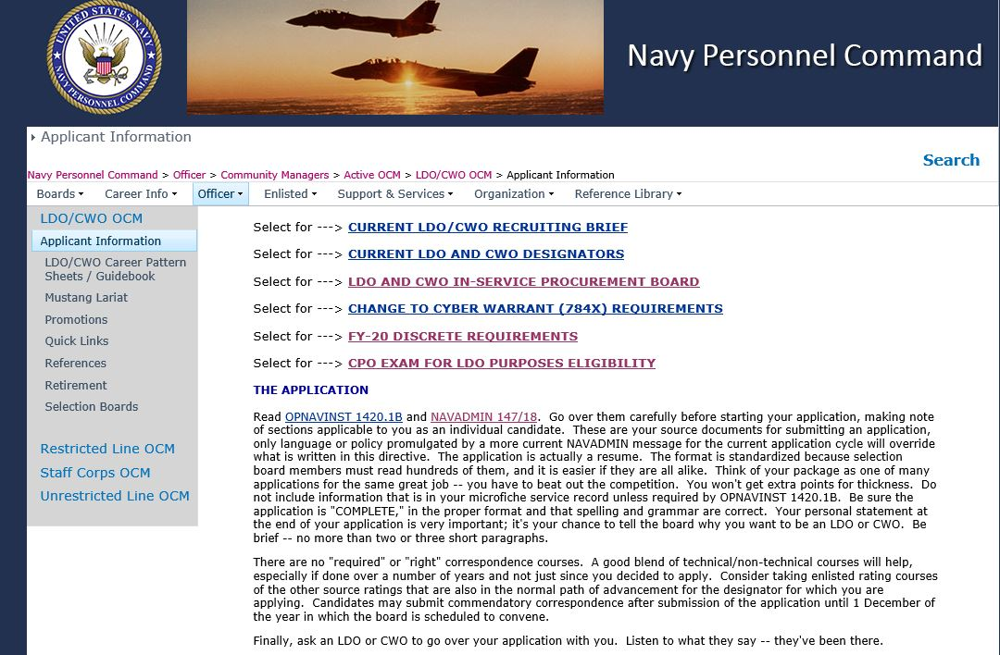 UNITED STATES NAVY
NAVY PERSONNEL COMMAND
Navy Personnel Command
Applicant Information
Search
Navy Personnel Command > Officer > Community Managers > Active OCM > LDO/CWO OCM > Applicant Information
Boards Career Info Officer Enlisted Support & Services Organization Reference Library
LDO/CWO OCM
Applicant Information
LDO/CWO Career Pattern
Sheets / Guidebook
Mustang Lariat
Promotions
Quick Links
References
Retirement
Selection Boards
Restricted Line OCM
Staff Corps OCM
Unrestricted Line OCM
Select for ---> CURRENT LDO/CWO RECRUITING BRIEF
Select for ---> CURRENT LDO AND CWO DESIGNATORS
Select for ---> LDO AND CWO IN-SERVICE PROCUREMENT BOARD
Select for ---> CHANGE TO CYBER WARRANT (784X) REQUIREMENTS
Select for ---> FY-20 DISCRETE REQUIREMENTS
Select for ---> CPO EXAM FOR LDO PURPOSES ELIGIBILITY
THE APPLICATION
Read OPNAVINST 1420.1B and NAVADMIN 147/18.  Go over them carefully before starting your application, making note
of sections applicable to you as an individual candidate.  These are your source documents for submitting an application,
only language or policy promulgated by a more current NAVADMIN message for the current application cycle will override
what is written in this directive.  The application is actually a resume.  The format is standardized because selection
board members must read hundreds of them, and it is easier if they are all alike.  Think of your package as one of many
applications for the same great job -- you have to beat out the competition.  You won't get extra points for thickness.  Do
not include information that is in your microfiche service record unless required by OPNAVINST 1420.1B.  Be sure the
application is "COMPLETE," in the proper format and that spelling and grammar are correct.  Your personal statement at
the end of your application is very important; it's your chance to tell the board why you want to be an LDO or CWO.  Be
brief -- no more than two or three short paragraphs.
There are no "required" or "right" correspondence courses.  A good blend of technical/non-technical courses will help,
especially if done over a number of years and not just since you decided to apply.  Consider taking enlisted rating courses
of the other source ratings that are also in the normal path of advancement for the designator for which you are
applying.  Candidates may submit commendatory correspondence after submission of the application until 1 December of
the year in which the board is scheduled to convene.
Finally, ask an LDO or CWO to go over your application with you.  Listen to what they say -- they've been there.